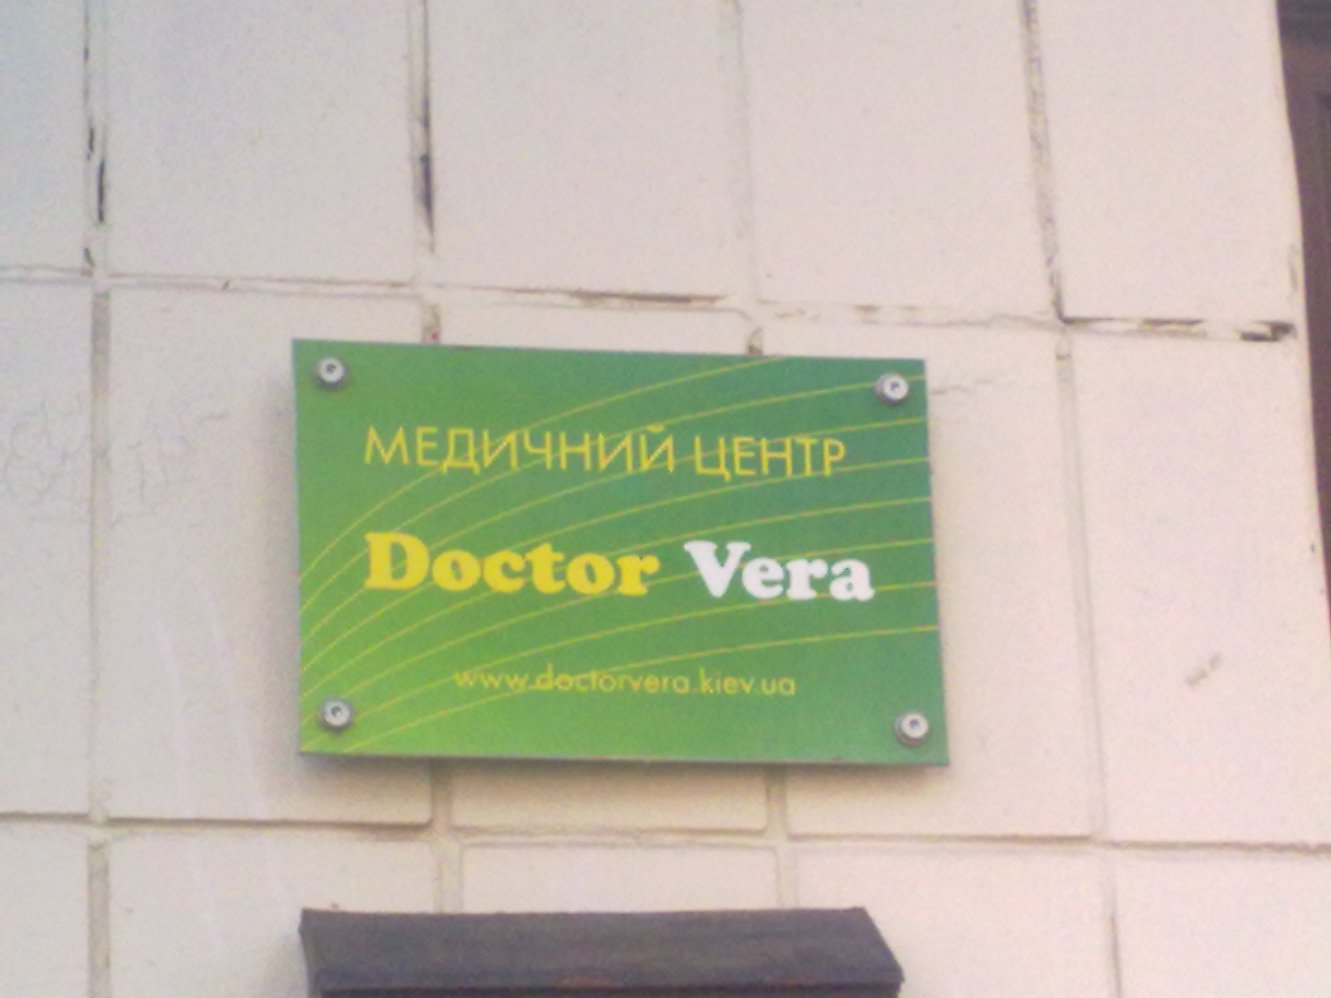 МЕДИЧНИЙ ЦЕНТР
Doctor Vera
www.doctorvera.kiev.ua